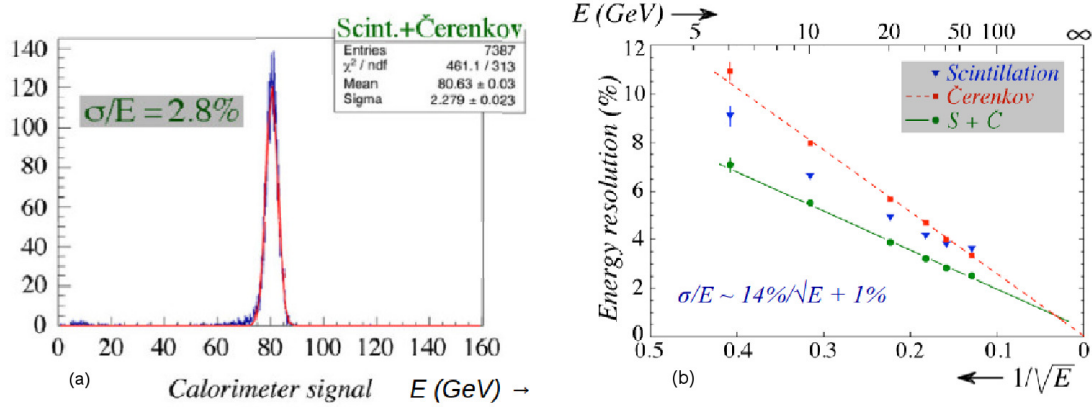 Scint.+Čerenkov
Entries 7387
χ² / ndf 461.1 / 313
Mean 80.63 ± 0.03
Sigma 2.279 ± 0.023
σ/E = 2.8%
140
120
100
80
60
40
20
0
0 20 40 60 80 100 120 140 160
(a)
Calorimeter signal E (GeV) →
E (GeV) →
5 10 20 50 100 ∞
Energy resolution (%)
12
10
8
6
4
2
0
Scintillation
Čerenkov
S + Č
σ/E ~ 14%/√E + 1%
0.5 0.4 0.3 0.2 0.1 0
(b)
← 1/√E